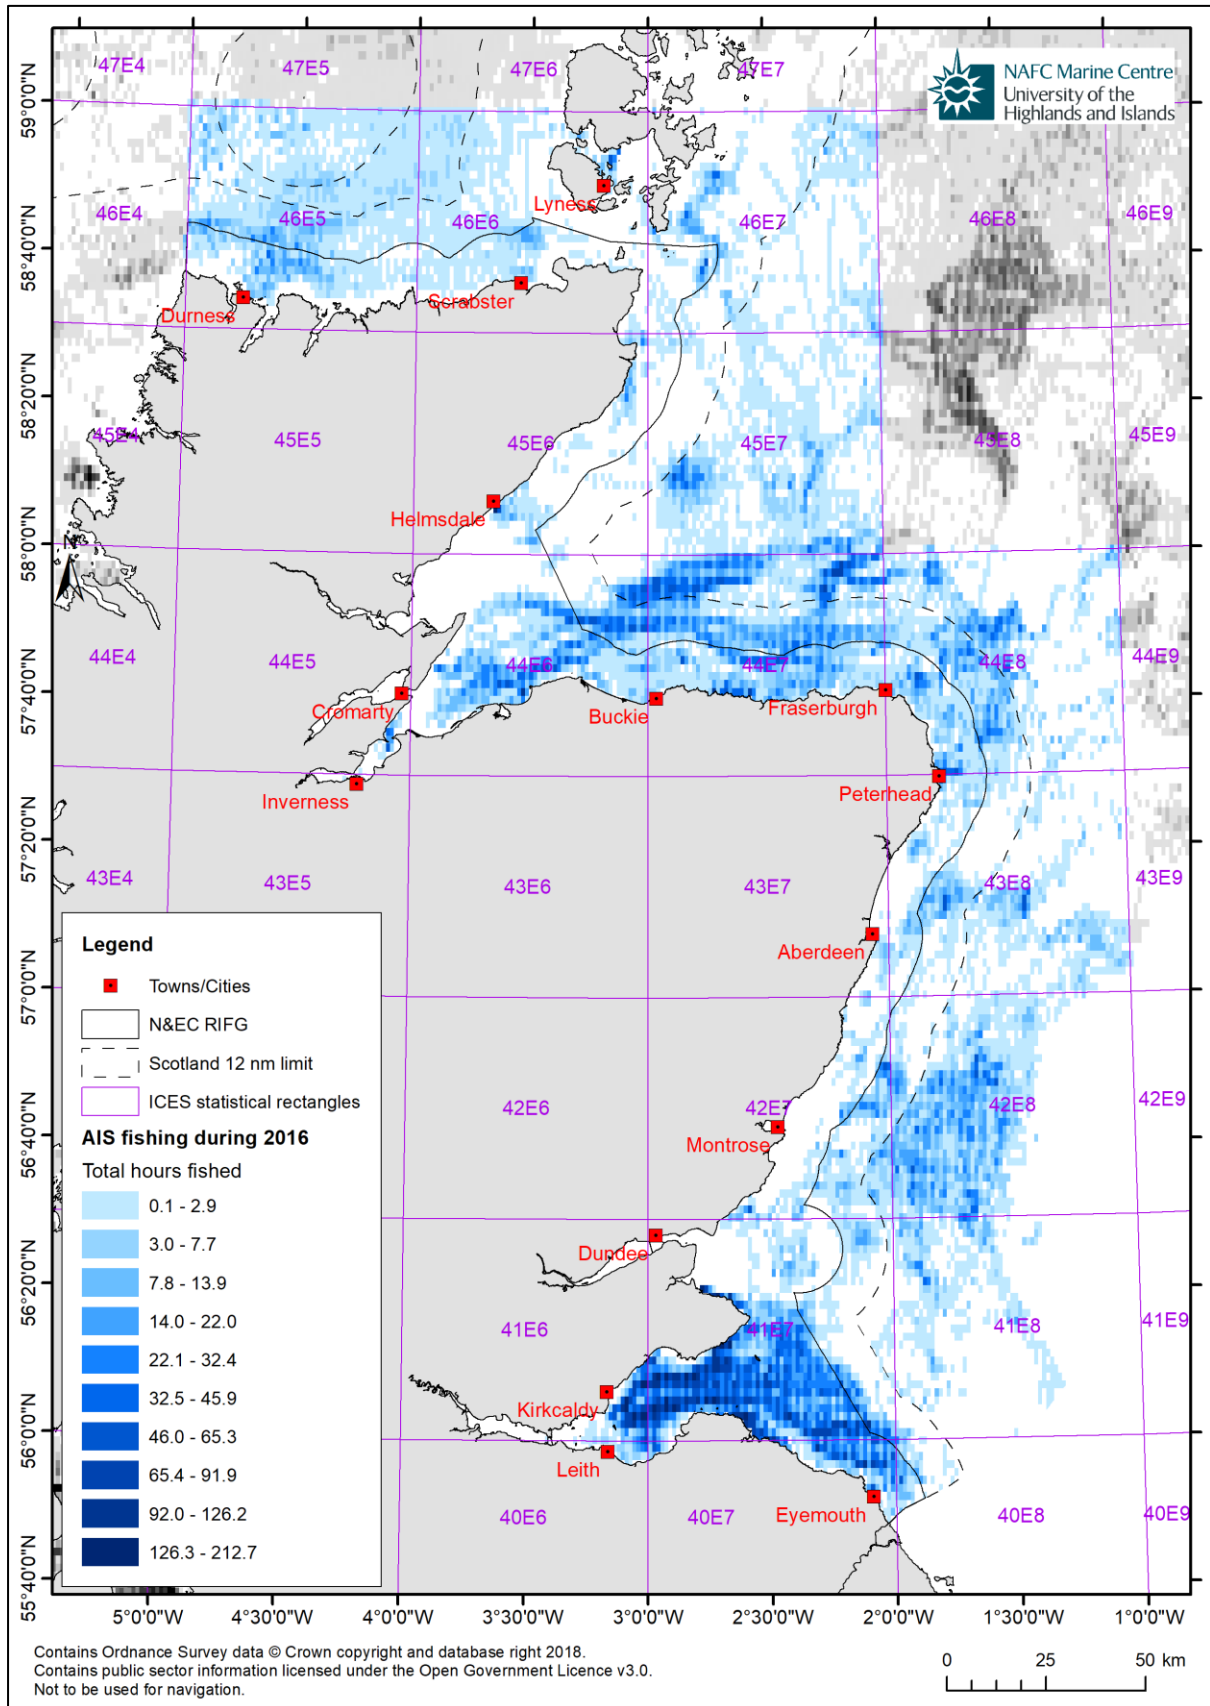 47E4
47E5
47E6
47E7
NAFC Marine Centre
University of the
Highlands and Islands
59°0'0"N
58°40'0"N
58°20'0"N
58°0'0"N
57°40'0"N
57°20'0"N
57°0'0"N
56°40'0"N
56°20'0"N
56°0'0"N
55°40'0"N
46E4
46E5
46E6
Lyness
46E7
46E8
46E9
Durness
Scrabster
45E4
45E5
45E6
45E7
45E8
45E9
Helmsdale
N
44E4
44E5
44E6
44E7
44E8
44E9
Cromarty
Buckie
Fraserburgh
Inverness
Peterhead
43E4
43E5
43E6
43E7
43E8
43E9
Aberdeen
42E6
42E7
42E8
42E9
Montrose
Dundee
41E6
41E7
41E8
41E9
Kirkcaldy
Leith
Eyemouth
40E6
40E7
40E8
40E9
Legend
Towns/Cities
N&EC RIFG
Scotland 12 nm limit
ICES statistical rectangles
AIS fishing during 2016
Total hours fished
0.1 - 2.9
3.0 - 7.7
7.8 - 13.9
14.0 - 22.0
22.1 - 32.4
32.5 - 45.9
46.0 - 65.3
65.4 - 91.9
92.0 - 126.2
126.3 - 212.7
5°0'0"W 4°30'0"W 4°0'0"W 3°30'0"W 3°0'0"W 2°30'0"W 2°0'0"W 1°30'0"W 1°0'0"W
Contains Ordnance Survey data © Crown copyright and database right 2018.
Contains public sector information licensed under the Open Government Licence v3.0.
Not to be used for navigation.
0 25 50 km